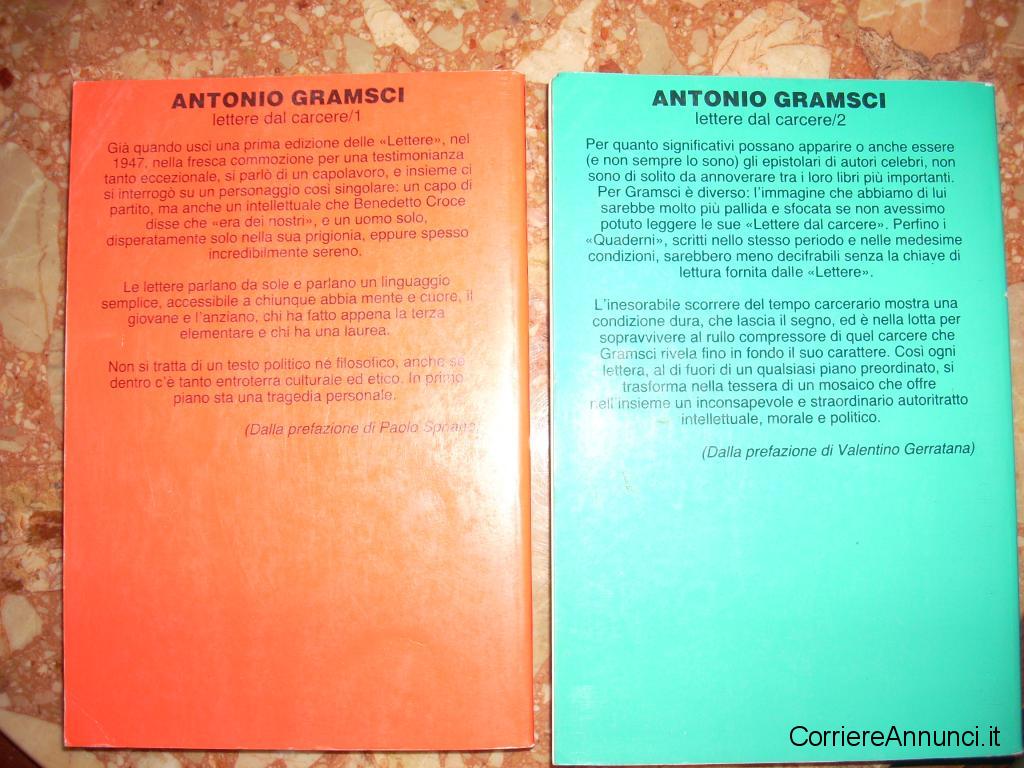 ANTONIO GRAMSCI
lettere dal carcere/1
Già quando uscì una prima edizione delle «Lettere», nel
1947, nella fresca commozione per una testimonianza
tanto eccezionale, si parlò di un capolavoro, e insieme ci
si interrogò su un personaggio così singolare: un capo di
partito, ma anche un intellettuale che Benedetto Croce
disse che «era dei nostri», e un uomo solo,
disperatamente solo nella sua prigionia, eppure spesso
incredibilmente sereno.
Le lettere parlano da sole e parlano un linguaggio
semplice, accessibile a chiunque abbia mente e cuore, il
giovane e l'anziano, chi ha fatto appena la terza
elementare e chi ha una laurea.
Non si tratta di un testo politico né filosofico, anche se
dentro c'è tanto entroterra culturale ed etico. In primo
piano sta una tragedia personale.
(Dalla prefazione di Paolo Spriano)
ANTONIO GRAMSCI
lettere dal carcere/2
Per quanto significativi possano apparire o anche essere
(e non sempre lo sono) gli epistolari di autori celebri, non
sono di solito da annoverare tra i loro libri più importanti.
Per Gramsci è diverso: l'immagine che abbiamo di lui
sarebbe molto più pallida e sfocata se non avessimo
potuto leggere le sue «Lettere dal carcere». Perfino i
«Quaderni», scritti nello stesso periodo e nelle medesime
condizioni, sarebbero meno decifrabili senza la chiave di
lettura fornita dalle «Lettere».
L'inesorabile scorrere del tempo carcerario mostra una
condizione dura, che lascia il segno, ed è nella lotta per
sopravvivere al rullo compressore di quel carcere che
Gramsci rivela fino in fondo il suo carattere. Così ogni
lettera, al di fuori di un qualsiasi piano preordinato, si
trasforma nella tessera di un mosaico che offre
nell'insieme un inconsapevole e straordinario autoritratto
intellettuale, morale e politico.
(Dalla prefazione di Valentino Gerratana)
CorriereAnnunci.it